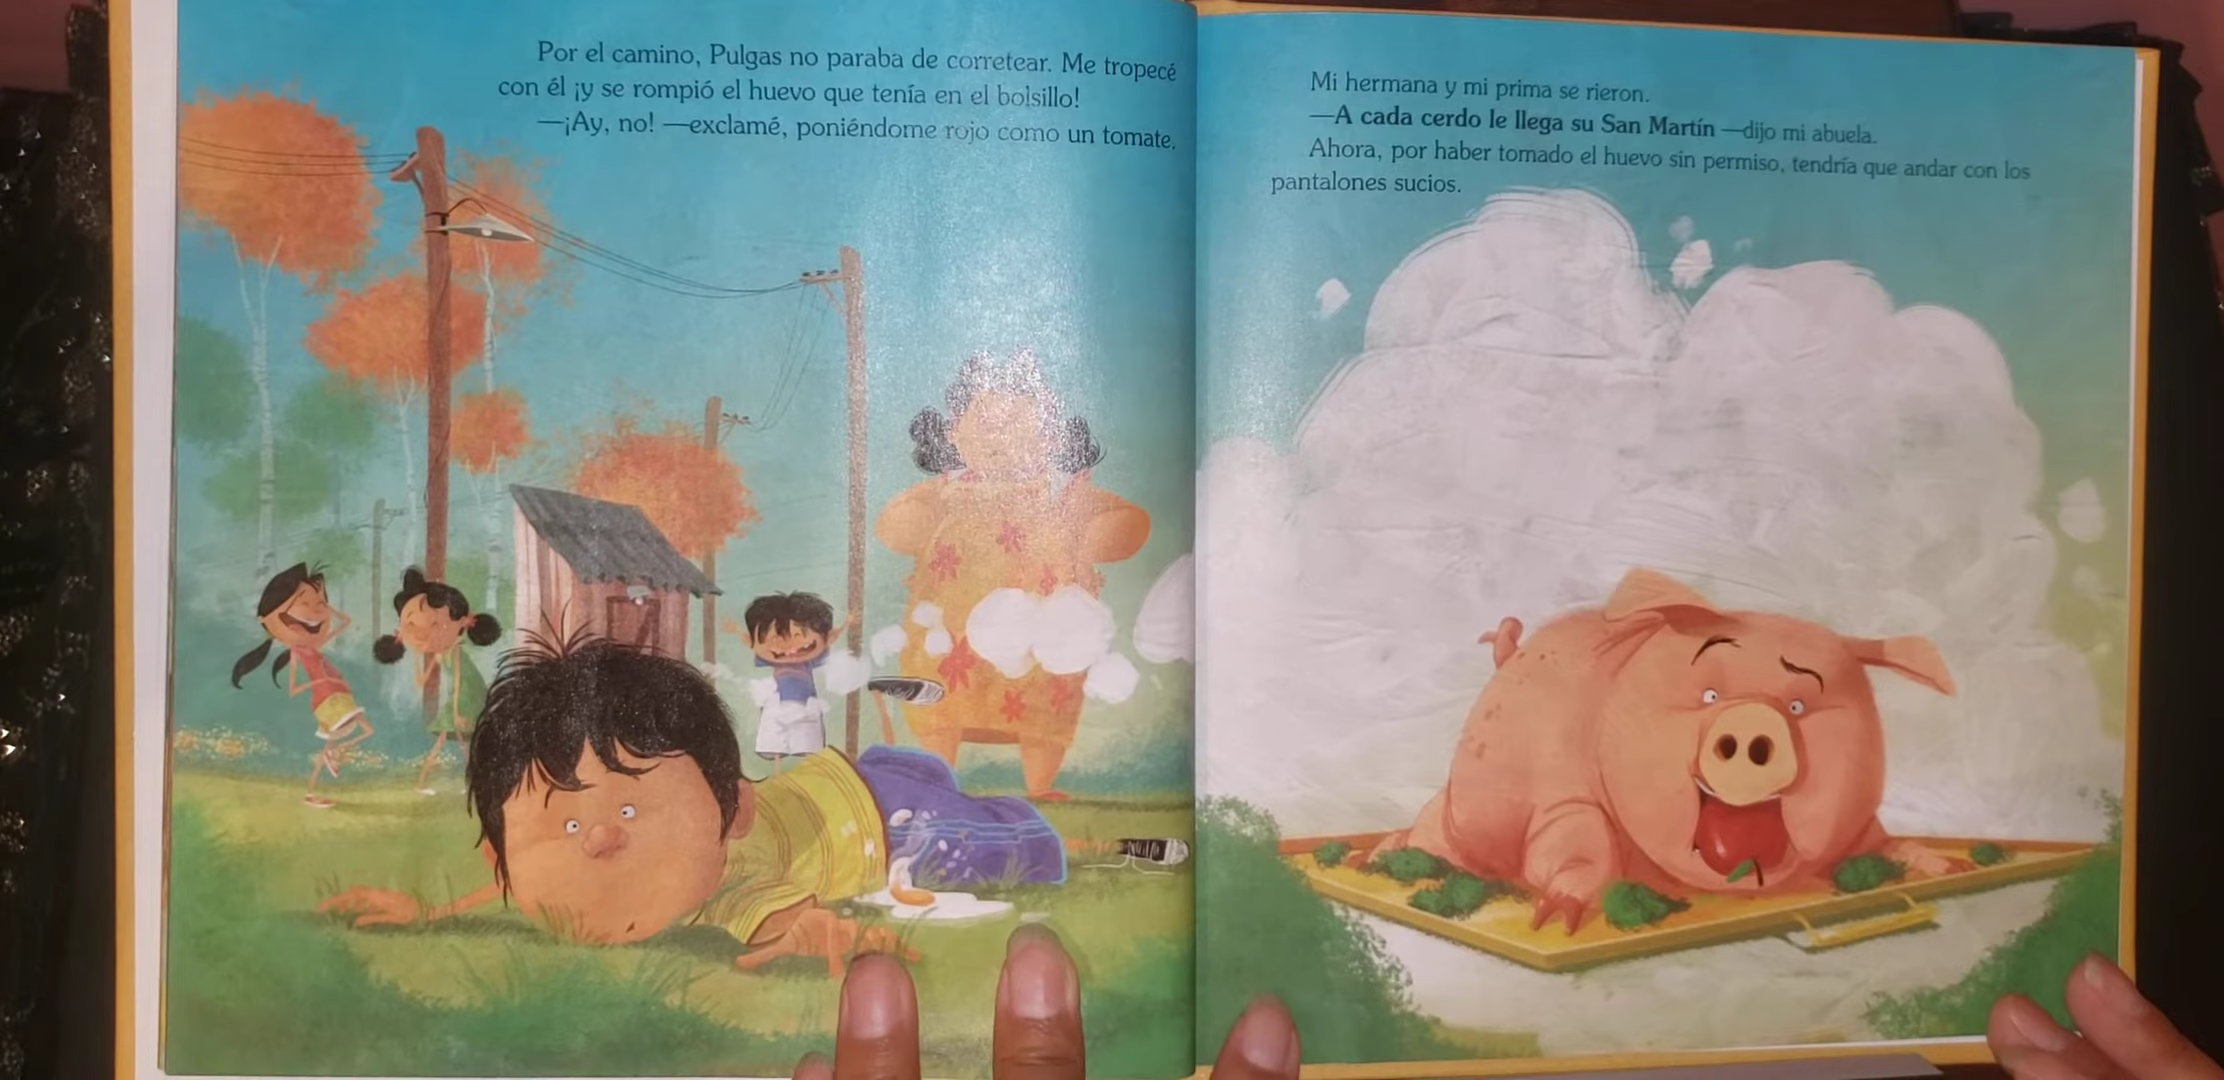 Por el camino, Pulgas no paraba de corretear. Me tropecé
con él ¡y se rompió el huevo que tenía en el bolsillo!
—¡Ay, no! —exclamé, poniéndome rojo como un tomate.
Mi hermana y mi prima se rieron.
—A cada cerdo le llega su San Martín —dijo mi abuela.
Ahora, por haber tomado el huevo sin permiso, tendría que andar con los
pantalones sucios.